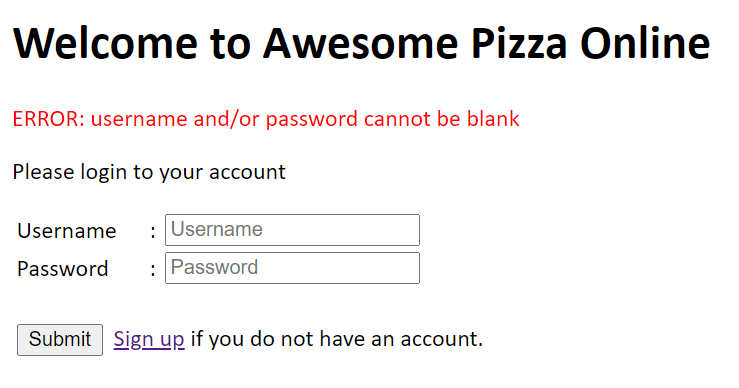 Welcome to Awesome Pizza Online
ERROR: username and/or password cannot be blank
Please login to your account
Username : Username
Password : Password
Submit Sign up if you do not have an account.